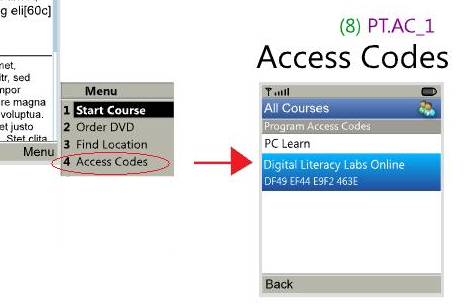 g eli[60c]
net,
itr, sed
mpor
re magna
voluptua.
et justo
Stet clita
Menu
Menu
1 Start Course
2 Order DVD
3 Find Location
4 Access Codes
(8) PT.AC_1
Access Codes
All Courses
Program Access Codes
PC Learn
Digital Literacy Labs Online
DF49 EF44 E9F2 463E
Back